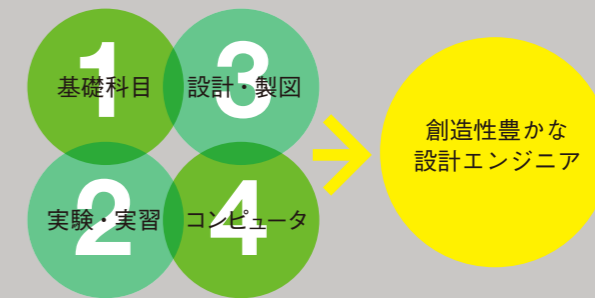 1
基礎科目
2
実験・実習
3
設計・製図
4
コンピュータ
創造性豊かな
設計エンジニア